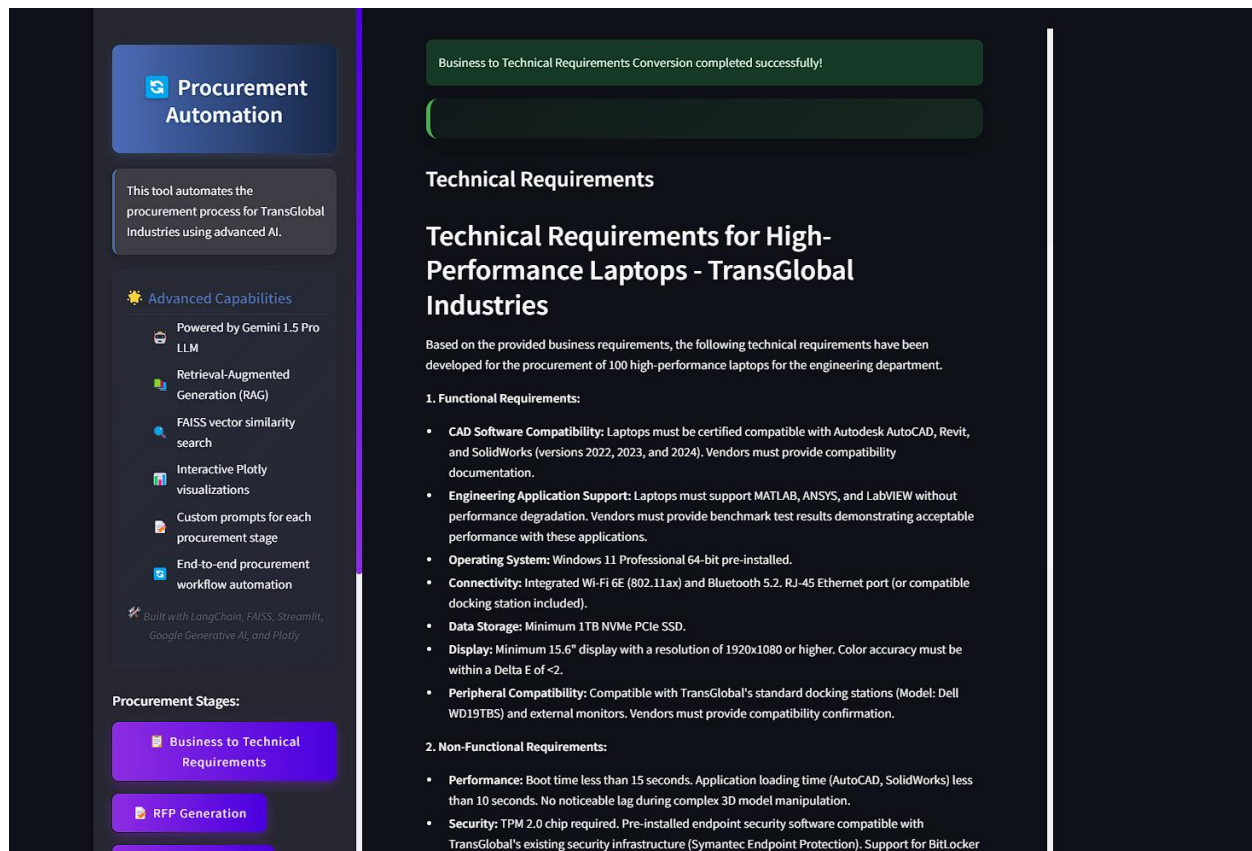 Procurement
Automation
This tool automates the
procurement process for TransGlobal
Industries using advanced AI.
Advanced Capabilities
Powered by Gemini 1.5 Pro
LLM
Retrieval-Augmented
Generation (RAG)
FAISS vector similarity
search
Interactive Plotly
visualizations
Custom prompts for each
procurement stage
End-to-end procurement
workflow automation
Built with LangChain, FAISS, Streamlit,
Google Generative AI, and Plotly
Procurement Stages:
Business to Technical
Requirements
RFP Generation
Business to Technical Requirements Conversion completed successfully!
Technical Requirements
Technical Requirements for High-
Performance Laptops - TransGlobal
Industries
Based on the provided business requirements, the following technical requirements have been
developed for the procurement of 100 high-performance laptops for the engineering department.
1. Functional Requirements:
• CAD Software Compatibility: Laptops must be certified compatible with Autodesk AutoCAD, Revit,
and SolidWorks (versions 2022, 2023, and 2024). Vendors must provide compatibility
documentation.
• Engineering Application Support: Laptops must support MATLAB, ANSYS, and LabVIEW without
performance degradation. Vendors must provide benchmark test results demonstrating acceptable
performance with these applications.
• Operating System: Windows 11 Professional 64-bit pre-installed.
• Connectivity: Integrated Wi-Fi 6E (802.11ax) and Bluetooth 5.2. RJ-45 Ethernet port (or compatible
docking station included).
• Data Storage: Minimum 1TB NVMe PCIe SSD.
• Display: Minimum 15.6" display with a resolution of 1920x1080 or higher. Color accuracy must be
within a Delta E of <2.
• Peripheral Compatibility: Compatible with TransGlobal's standard docking stations (Model: Dell
WD19TBS) and external monitors. Vendors must provide compatibility confirmation.
2. Non-Functional Requirements:
• Performance: Boot time less than 15 seconds. Application loading time (AutoCAD, SolidWorks) less
than 10 seconds. No noticeable lag during complex 3D model manipulation.
• Security: TPM 2.0 chip required. Pre-installed endpoint security software compatible with
TransGlobal's existing security infrastructure (Symantec Endpoint Protection). Support for BitLocker